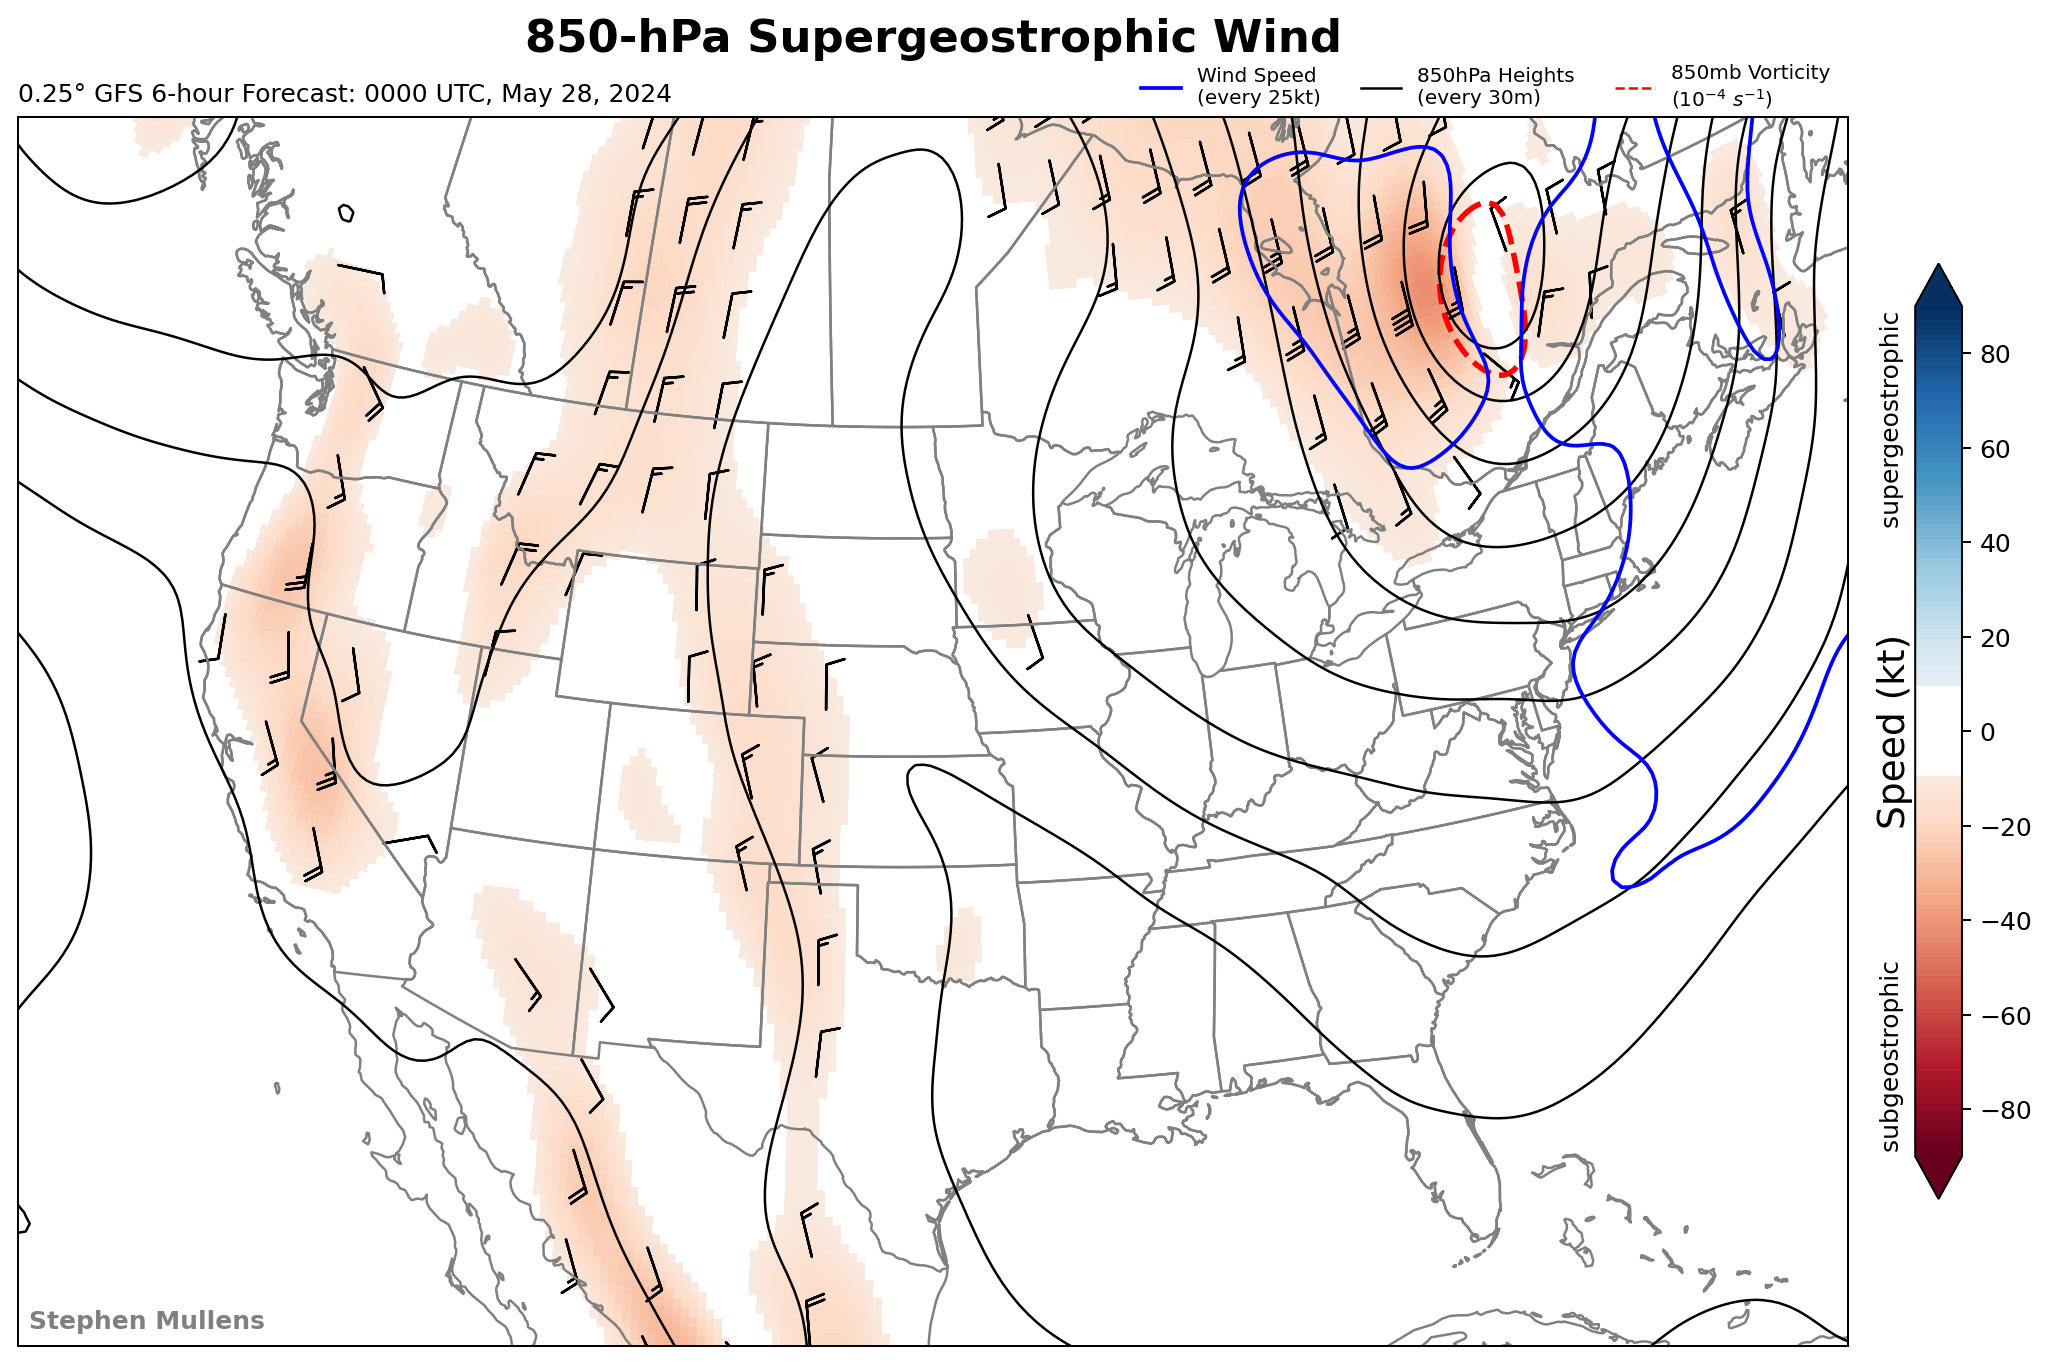 850-hPa Supergeostrophic Wind
0.25° GFS 6-hour Forecast: 0000 UTC, May 28, 2024
Wind Speed
(every 25kt)
850hPa Heights
(every 30m)
850mb Vorticity
(10⁻⁴ s⁻¹)
supergeostrophic
Speed (kt)
subgeostrophic
80
60
40
20
0
−20
−40
−60
−80
Stephen Mullens